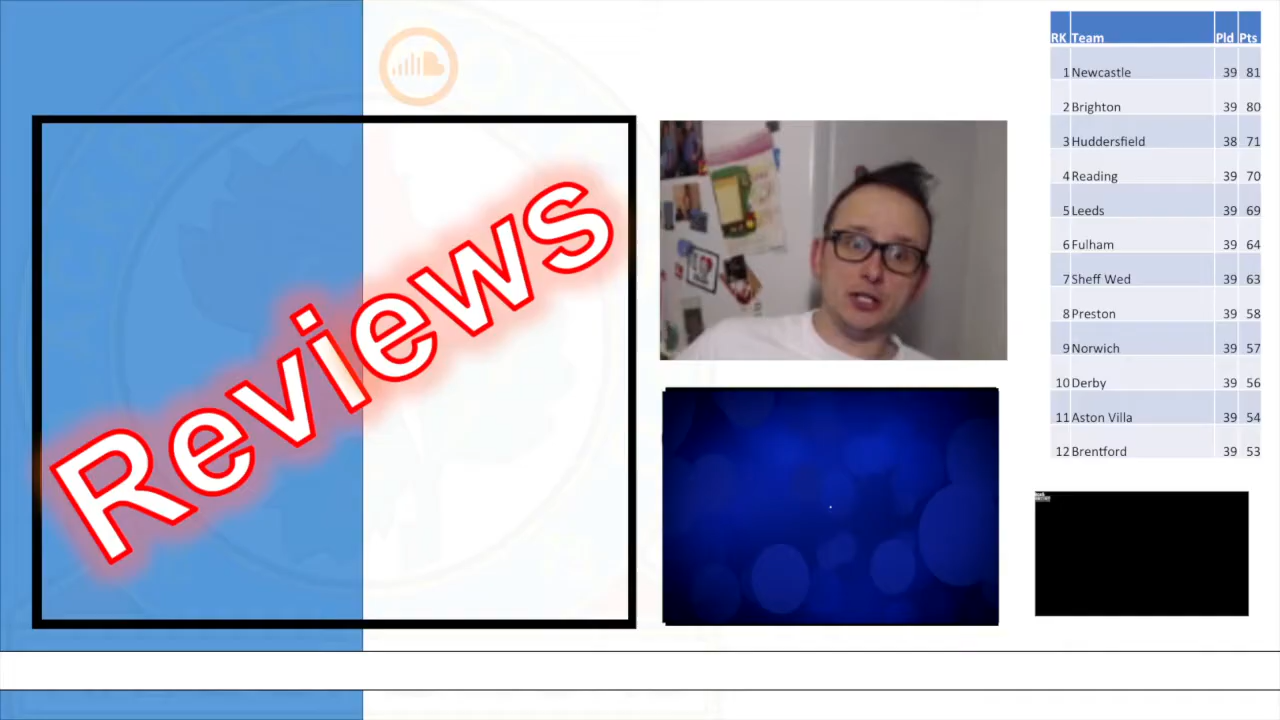 Reviews
RK Team Pld Pts
1 Newcastle 39 81
2 Brighton 39 80
3 Huddersfield 38 71
4 Reading 39 70
5 Leeds 39 69
6 Fulham 39 64
7 Sheff Wed 39 63
8 Preston 39 58
9 Norwich 39 57
10 Derby 39 56
11 Aston Villa 39 54
12 Brentford 39 53